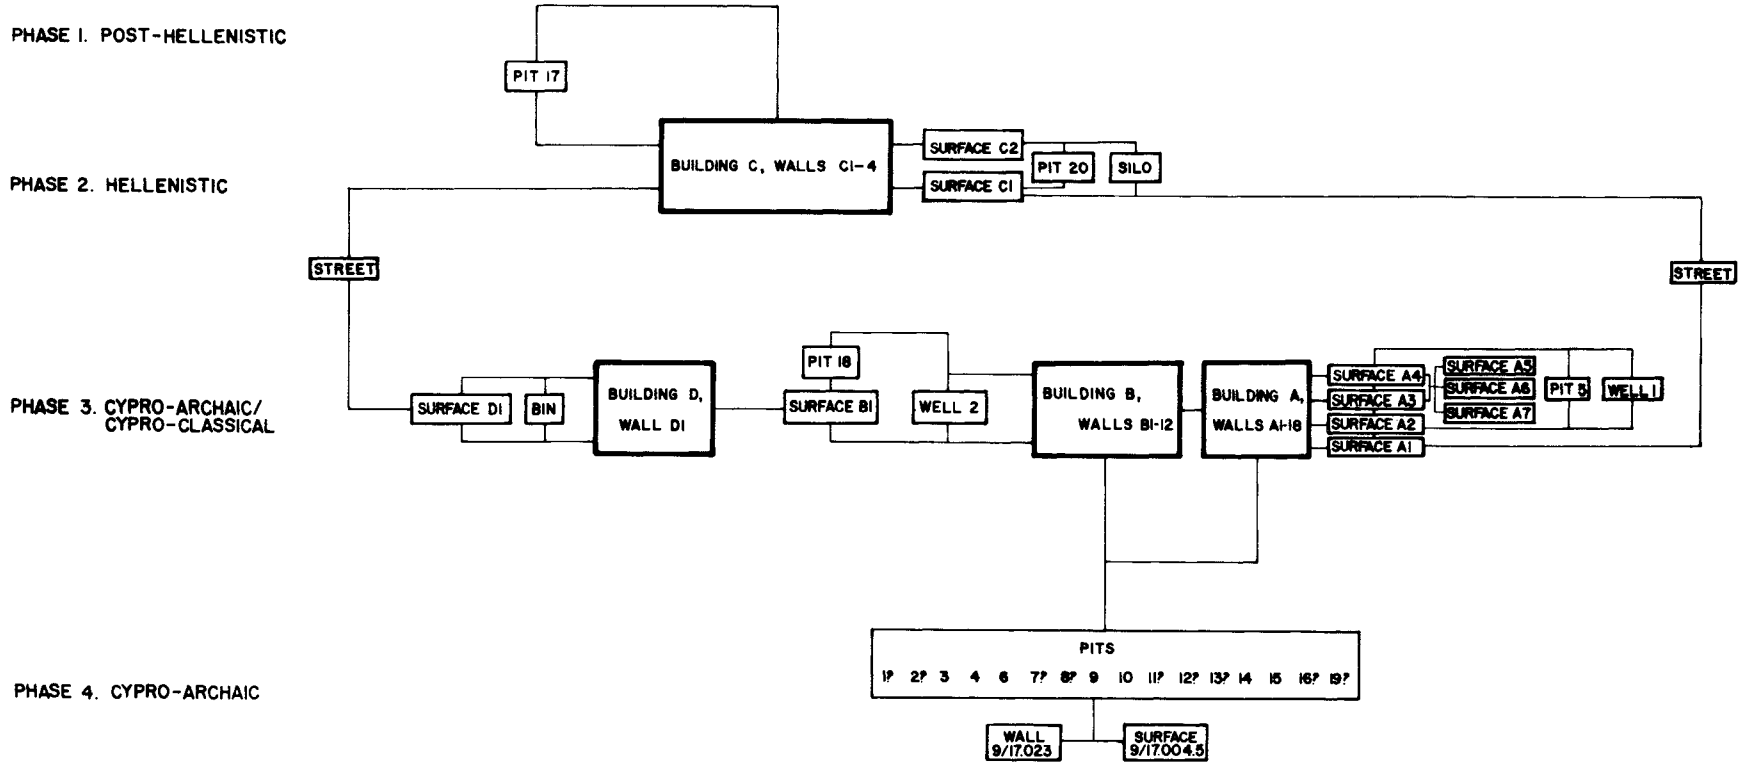 PHASE 1. POST-HELLENISTIC
PIT 17
BUILDING C, WALLS C1-4
SURFACE C2
PIT 20
SILO
SURFACE C1
PHASE 2. HELLENISTIC
STREET
STREET
PHASE 3. CYPRO-ARCHAIC/
CYPRO-CLASSICAL
SURFACE D1
BIN
BUILDING D,
WALL D1
PIT 18
SURFACE B1
WELL 2
BUILDING B,
WALLS B1-12
BUILDING A,
WALLS A1-18
SURFACE A4
SURFACE A3
SURFACE A2
SURFACE A1
SURFACE A5
SURFACE A6
SURFACE A7
PIT 5
WELL 1
PITS
1? 2? 3 4 6 7? 8? 9 10 11? 12? 13? 14 15 16? 19?
PHASE 4. CYPRO-ARCHAIC
WALL
9/17.023
SURFACE
9/17.004.5